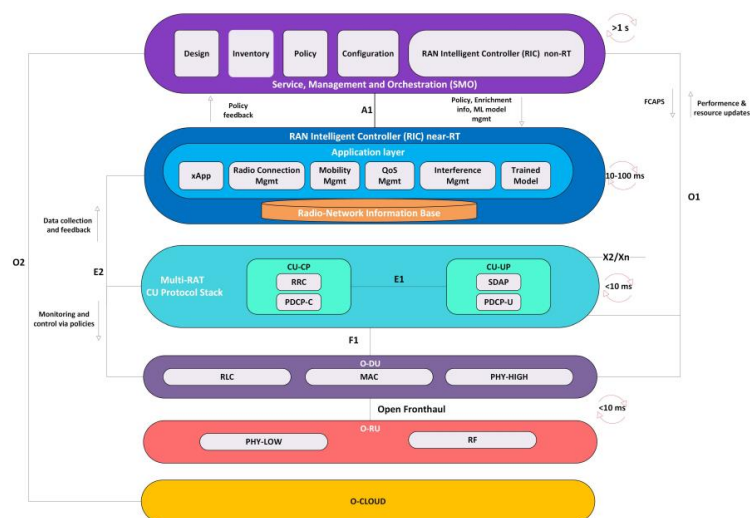 >1 s
Design
Inventory
Policy
Configuration
RAN Intelligent Controller (RIC) non-RT
Service, Management and Orchestration (SMO)
Policy
feedback
A1
Policy, Enrichment
info, ML model
mgmt
FCAPS
Performence &
resource updates
RAN Intelligent Controller (RIC) near-RT
Application layer
xApp
Radio Connection
Mgmt
Mobility
Mgmt
QoS
Mgmt
Interference
Mgmt
Trained
Model
10-100 ms
Radio-Network Information Base
O1
Data collection
and feedback
O2
E2
X2/Xn
Multi-RAT
CU Protocol Stack
CU-CP
RRC
PDCP-C
E1
CU-UP
SDAP
PDCP-U
<10 ms
Monitoring and
control via policies
F1
O-DU
RLC
MAC
PHY-HIGH
Open Fronthaul
<10 ms
O-RU
PHY-LOW
RF
O-CLOUD